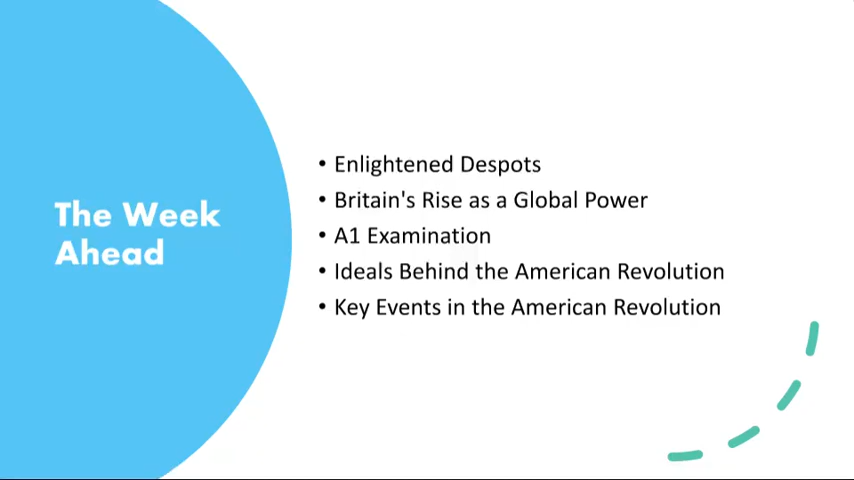 The Week
Ahead
• Enlightened Despots
• Britain's Rise as a Global Power
• A1 Examination
• Ideals Behind the American Revolution
• Key Events in the American Revolution